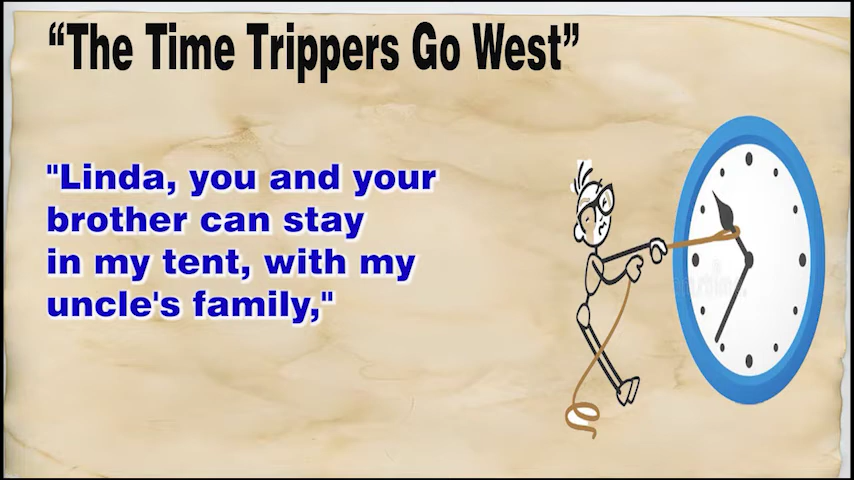 “The Time Trippers Go West”
"Linda, you and your
brother can stay
in my tent, with my
uncle's family,"